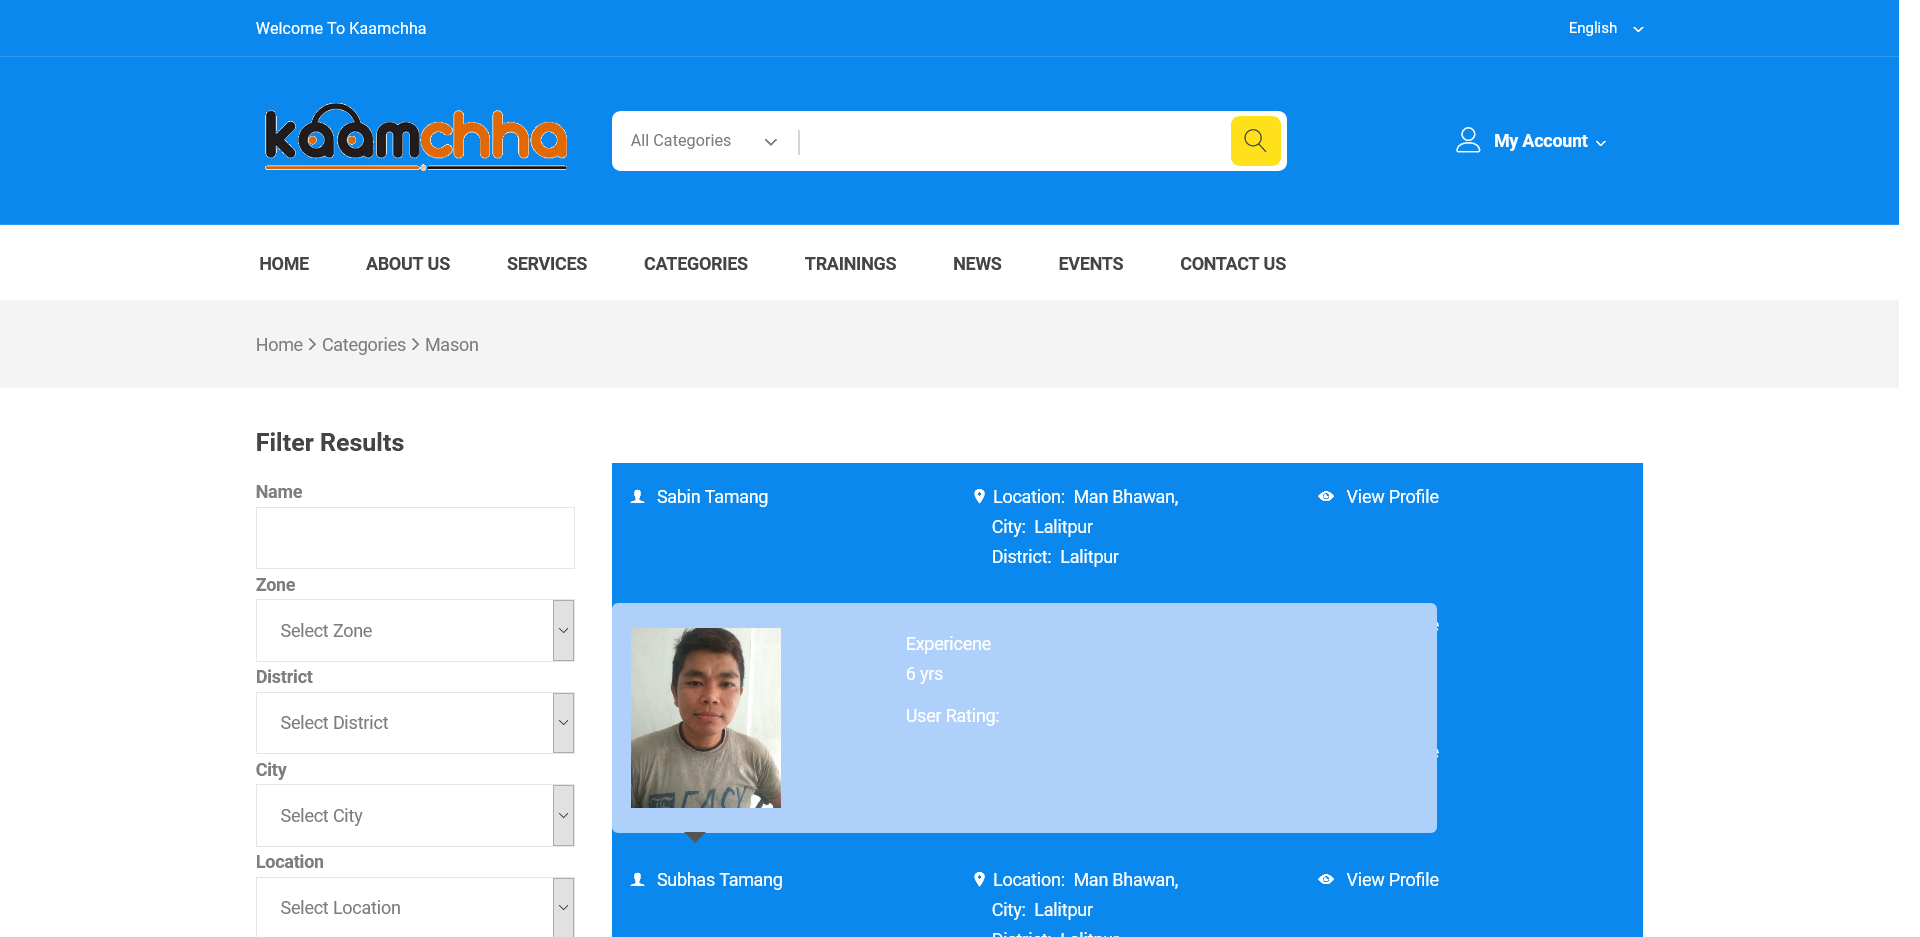 Welcome To Kaamchha
English
kaamchha
All Categories
My Account
HOME ABOUT US SERVICES CATEGORIES TRAININGS NEWS EVENTS CONTACT US
Home > Categories > Mason
Filter Results
Name
Zone
Select Zone
District
Select District
City
Select City
Location
Select Location
Sabin Tamang
Location: Man Bhawan,
City: Lalitpur
District: Lalitpur
View Profile
Expericene
6 yrs
User Rating:
Subhas Tamang
Location: Man Bhawan,
City: Lalitpur
District: Lalitpur
View Profile